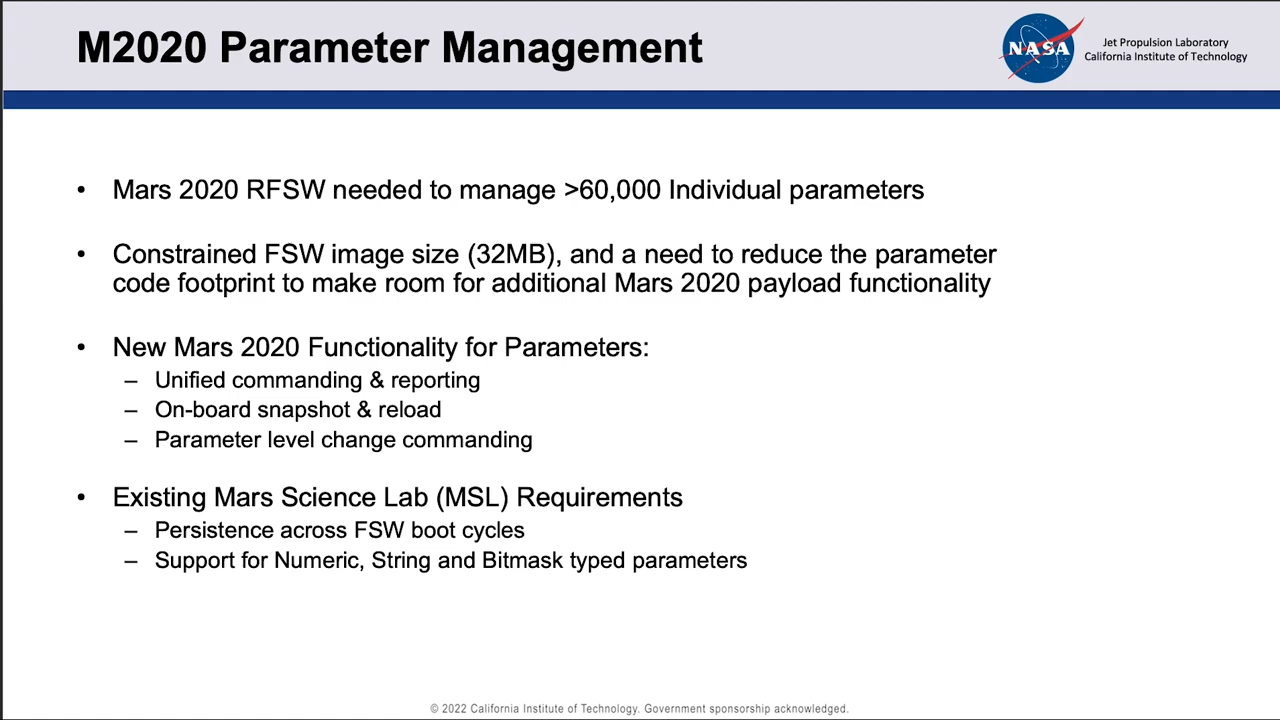 M2020 Parameter Management
NASA
Jet Propulsion Laboratory
California Institute of Technology
• Mars 2020 RFSW needed to manage >60,000 Individual parameters
• Constrained FSW image size (32MB), and a need to reduce the parameter
code footprint to make room for additional Mars 2020 payload functionality
• New Mars 2020 Functionality for Parameters:
– Unified commanding & reporting
– On-board snapshot & reload
– Parameter level change commanding
• Existing Mars Science Lab (MSL) Requirements
– Persistence across FSW boot cycles
– Support for Numeric, String and Bitmask typed parameters
© 2022 California Institute of Technology. Government sponsorship acknowledged.